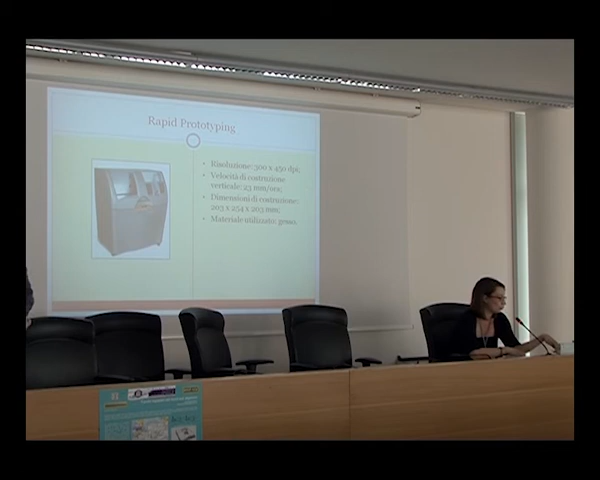 Rapid Prototyping
Risoluzione: 300 x 450 dpi;
Velocità di costruzione
verticale: 23 mm/ore;
Dimensioni di costruzione:
203 x 254 x 203 mm;
Materiale utilizzato: gesso.